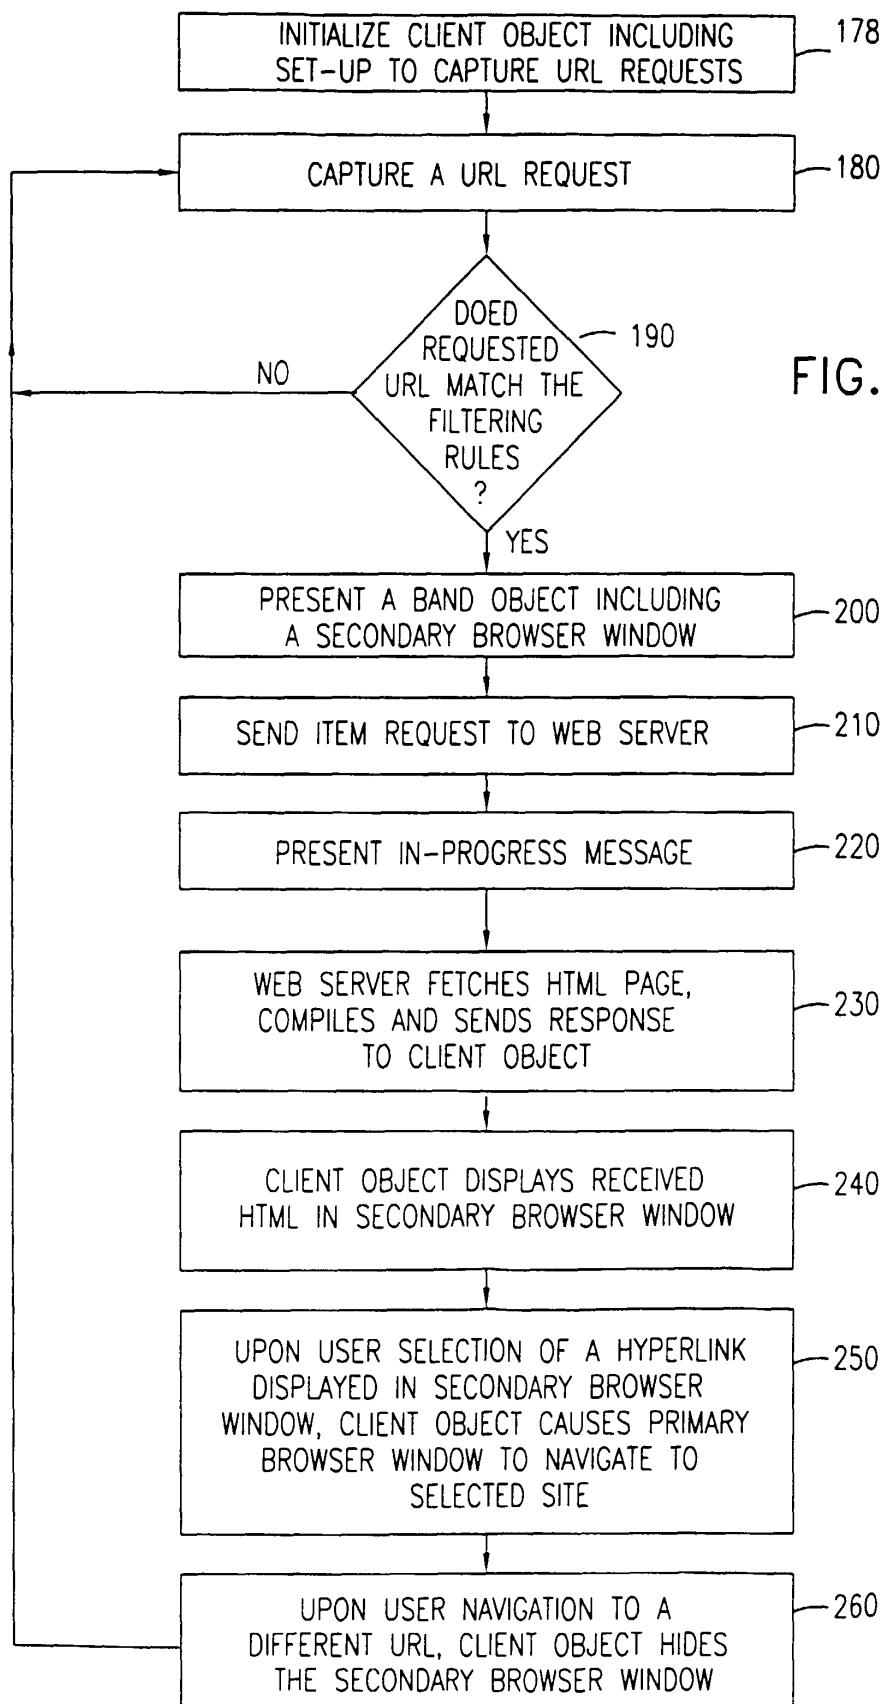 INITIALIZE CLIENT OBJECT INCLUDING
SET-UP TO CAPTURE URL REQUESTS
178
CAPTURE A URL REQUEST
180
DOED
REQUESTED
URL MATCH THE
FILTERING
RULES
?
190
NO
FIG.
YES
PRESENT A BAND OBJECT INCLUDING
A SECONDARY BROWSER WINDOW
200
SEND ITEM REQUEST TO WEB SERVER
210
PRESENT IN-PROGRESS MESSAGE
220
WEB SERVER FETCHES HTML PAGE,
COMPILES AND SENDS RESPONSE
TO CLIENT OBJECT
230
CLIENT OBJECT DISPLAYS RECEIVED
HTML IN SECONDARY BROWSER WINDOW
240
UPON USER SELECTION OF A HYPERLINK
DISPLAYED IN SECONDARY BROWSER
WINDOW, CLIENT OBJECT CAUSES PRIMARY
BROWSER WINDOW TO NAVIGATE TO
SELECTED SITE
250
UPON USER NAVIGATION TO A
DIFFERENT URL, CLIENT OBJECT HIDES
THE SECONDARY BROWSER WINDOW
260